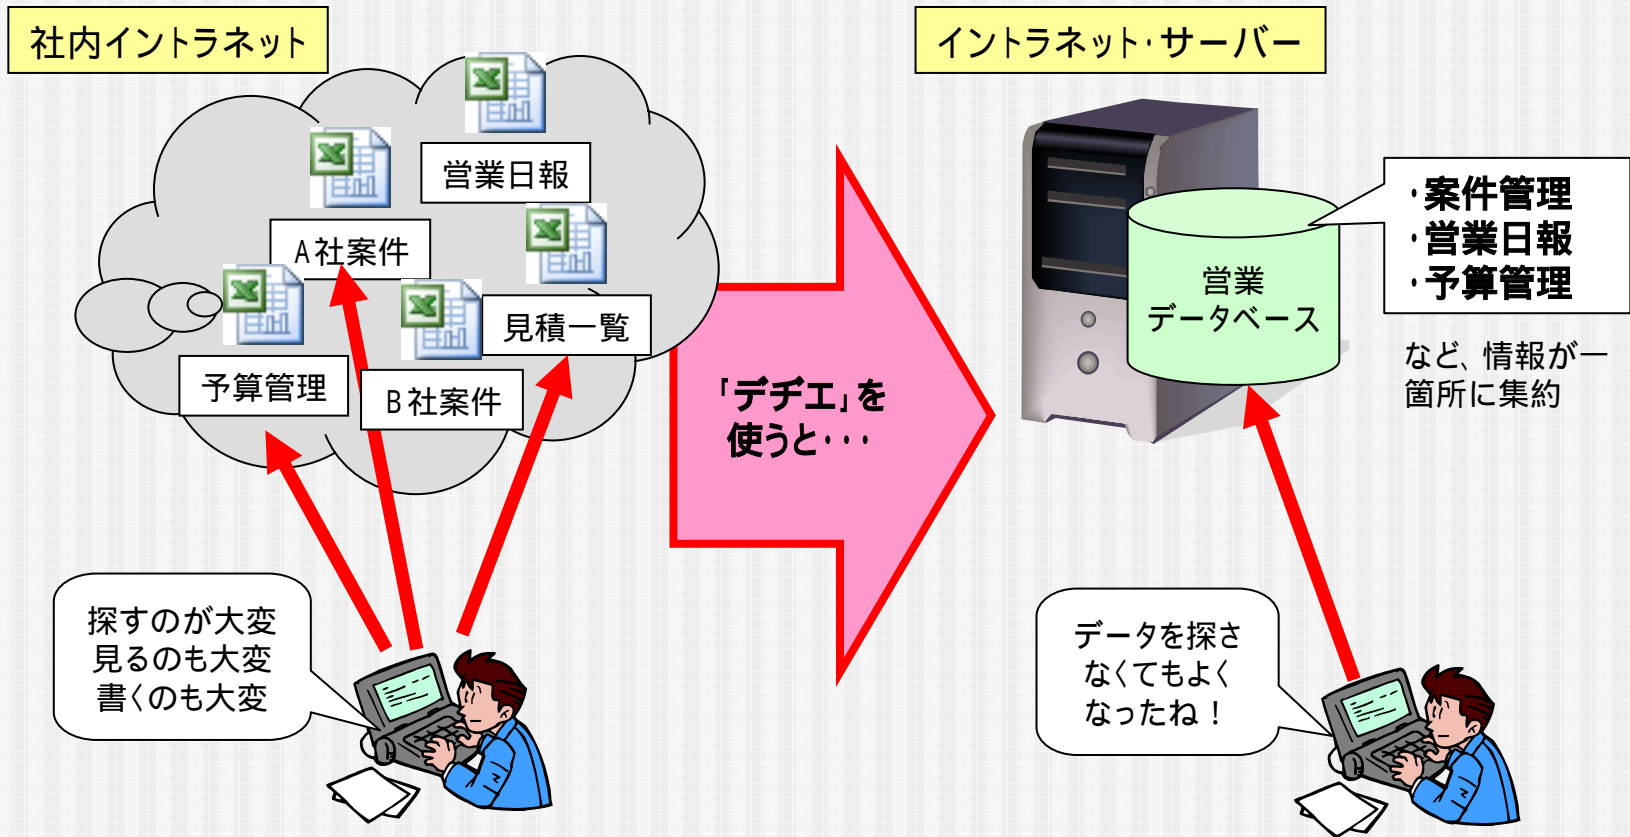 社内イントラネット
イントラネット・サーバー
営業日報
A社案件
見積一覧
予算管理
B社案件
「デヂエ」を
使うと・・・
営業
データベース
・案件管理
・営業日報
・予算管理
など、情報が一
箇所に集約
探すのが大変
見るのも大変
書くのも大変
データを探さ
なくてもよく
なったね！